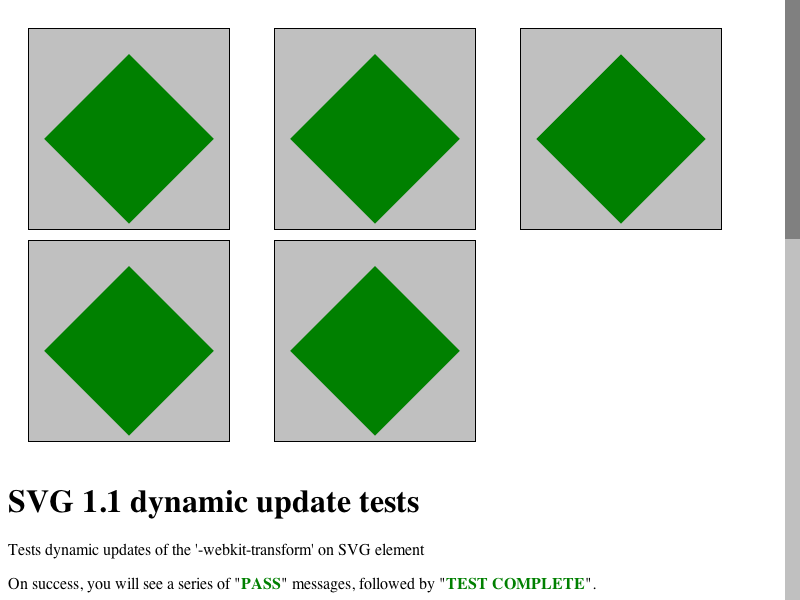 SVG 1.1 dynamic update tests
Tests dynamic updates of the '-webkit-transform' on SVG element
On success, you will see a series of "PASS" messages, followed by "TEST COMPLETE".